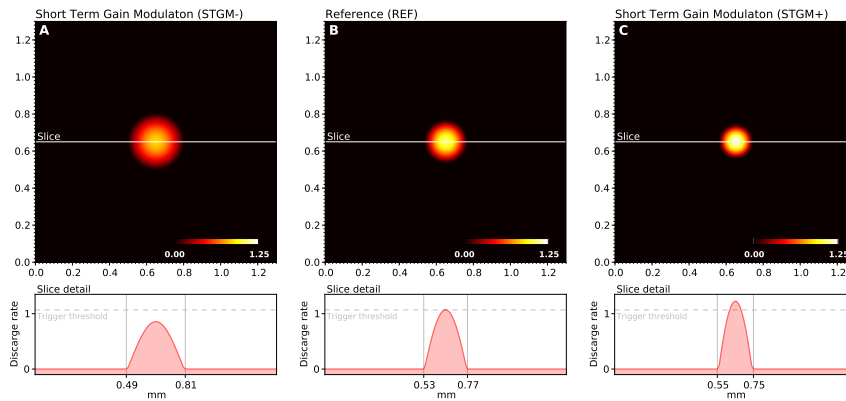 Short Term Gain Modulaton (STGM-)
A
1.2
1.0
0.8
Slice
0.6
0.4
0.2
0.00 1.25
0.0
0.0 0.2 0.4 0.6 0.8 1.0 1.2
Slice detail
Discarge rate
1
Trigger threshold
0
0.49 0.81
mm
Reference (REF)
B
1.2
1.0
0.8
Slice
0.6
0.4
0.2
0.00 1.25
0.0
0.0 0.2 0.4 0.6 0.8 1.0 1.2
Slice detail
Discarge rate
1
Trigger threshold
0
0.53 0.77
mm
Short Term Gain Modulaton (STGM+)
C
1.2
1.0
0.8
Slice
0.6
0.4
0.2
0.00 1.25
0.0
0.0 0.2 0.4 0.6 0.8 1.0 1.2
Slice detail
Discarge rate
1
Trigger threshold
0
0.55 0.75
mm